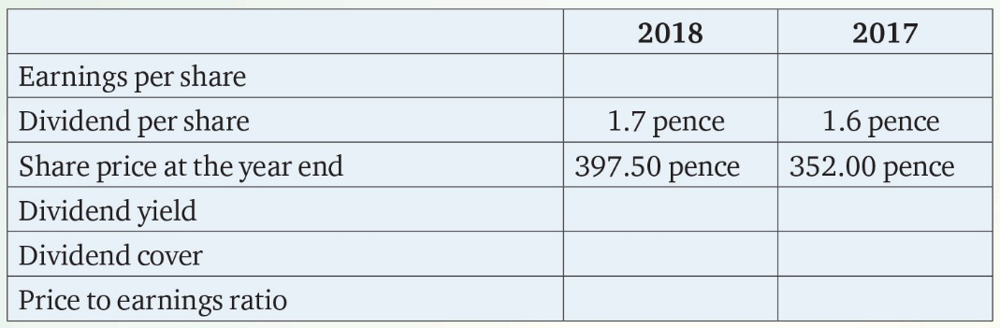 2018 2017
Earnings per share
Dividend per share 1.7 pence 1.6 pence
Share price at the year end 397.50 pence 352.00 pence
Dividend yield
Dividend cover
Price to earnings ratio